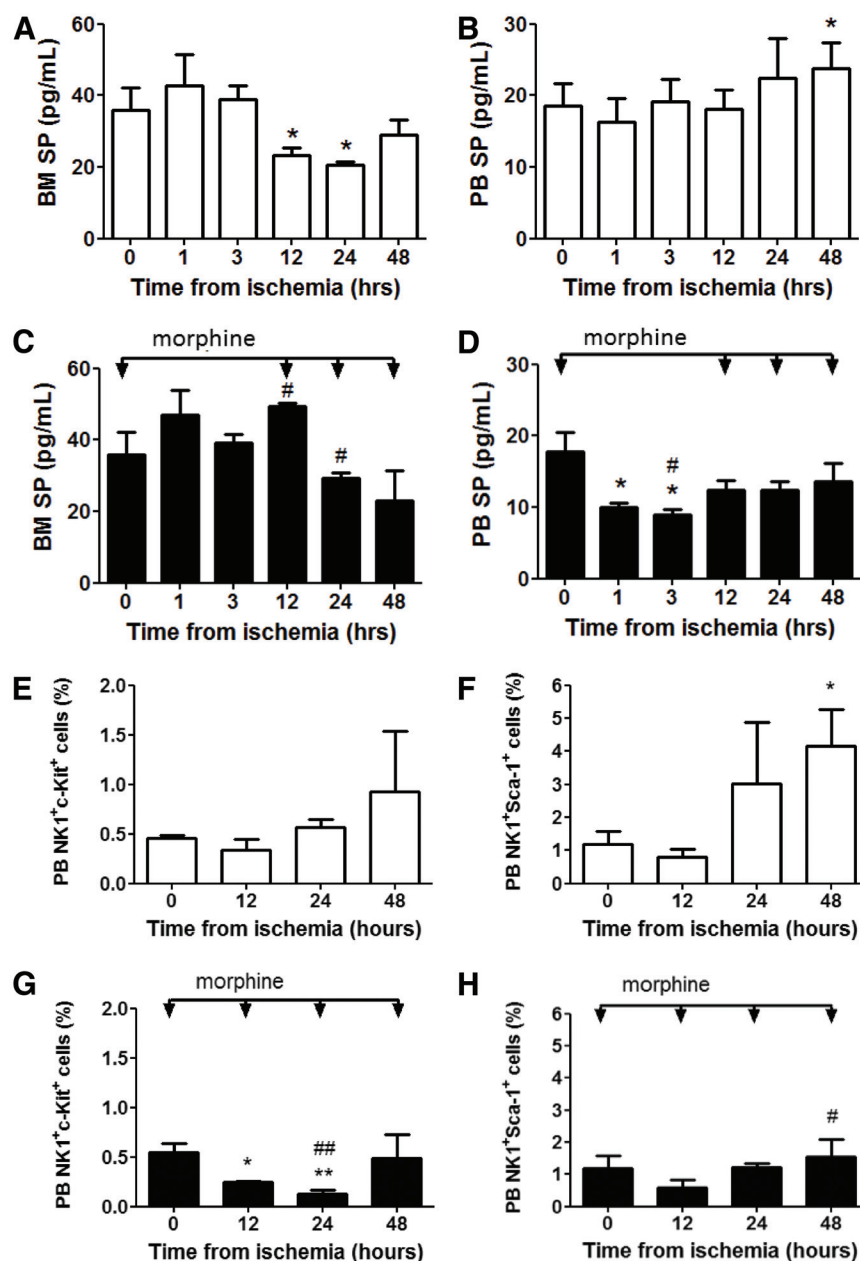 A
BM SP (pg/mL)
60
40
20
0
*
*
0 1 3 12 24 48
Time from ischemia (hrs)
B
PB SP (pg/mL)
30
20
10
0
*
0 1 3 12 24 48
Time from ischemia (hrs)
C
morphine
BM SP (pg/mL)
60
40
20
0
#
#
0 1 3 12 24 48
Time from ischemia (hrs)
D
morphine
PB SP (pg/mL)
30
20
10
0
*
#
*
0 1 3 12 24 48
Time from ischemia (hrs)
E
PB NK1⁺c-Kit⁺ cells (%)
2.0
1.5
1.0
0.5
0.0
0 12 24 48
Time from ischemia (hours)
F
PB NK1⁺Sca-1⁺ cells (%)
6
5
4
3
2
1
0
*
0 12 24 48
Time from ischemia (hours)
G
morphine
PB NK1⁺c-Kit⁺ cells (%)
2.0
1.5
1.0
0.5
0.0
*
##
**
0 12 24 48
Time from ischemia (hours)
H
morphine
PB NK1⁺Sca-1⁺ cells (%)
6
5
4
3
2
1
0
#
0 12 24 48
Time from ischemia (hours)